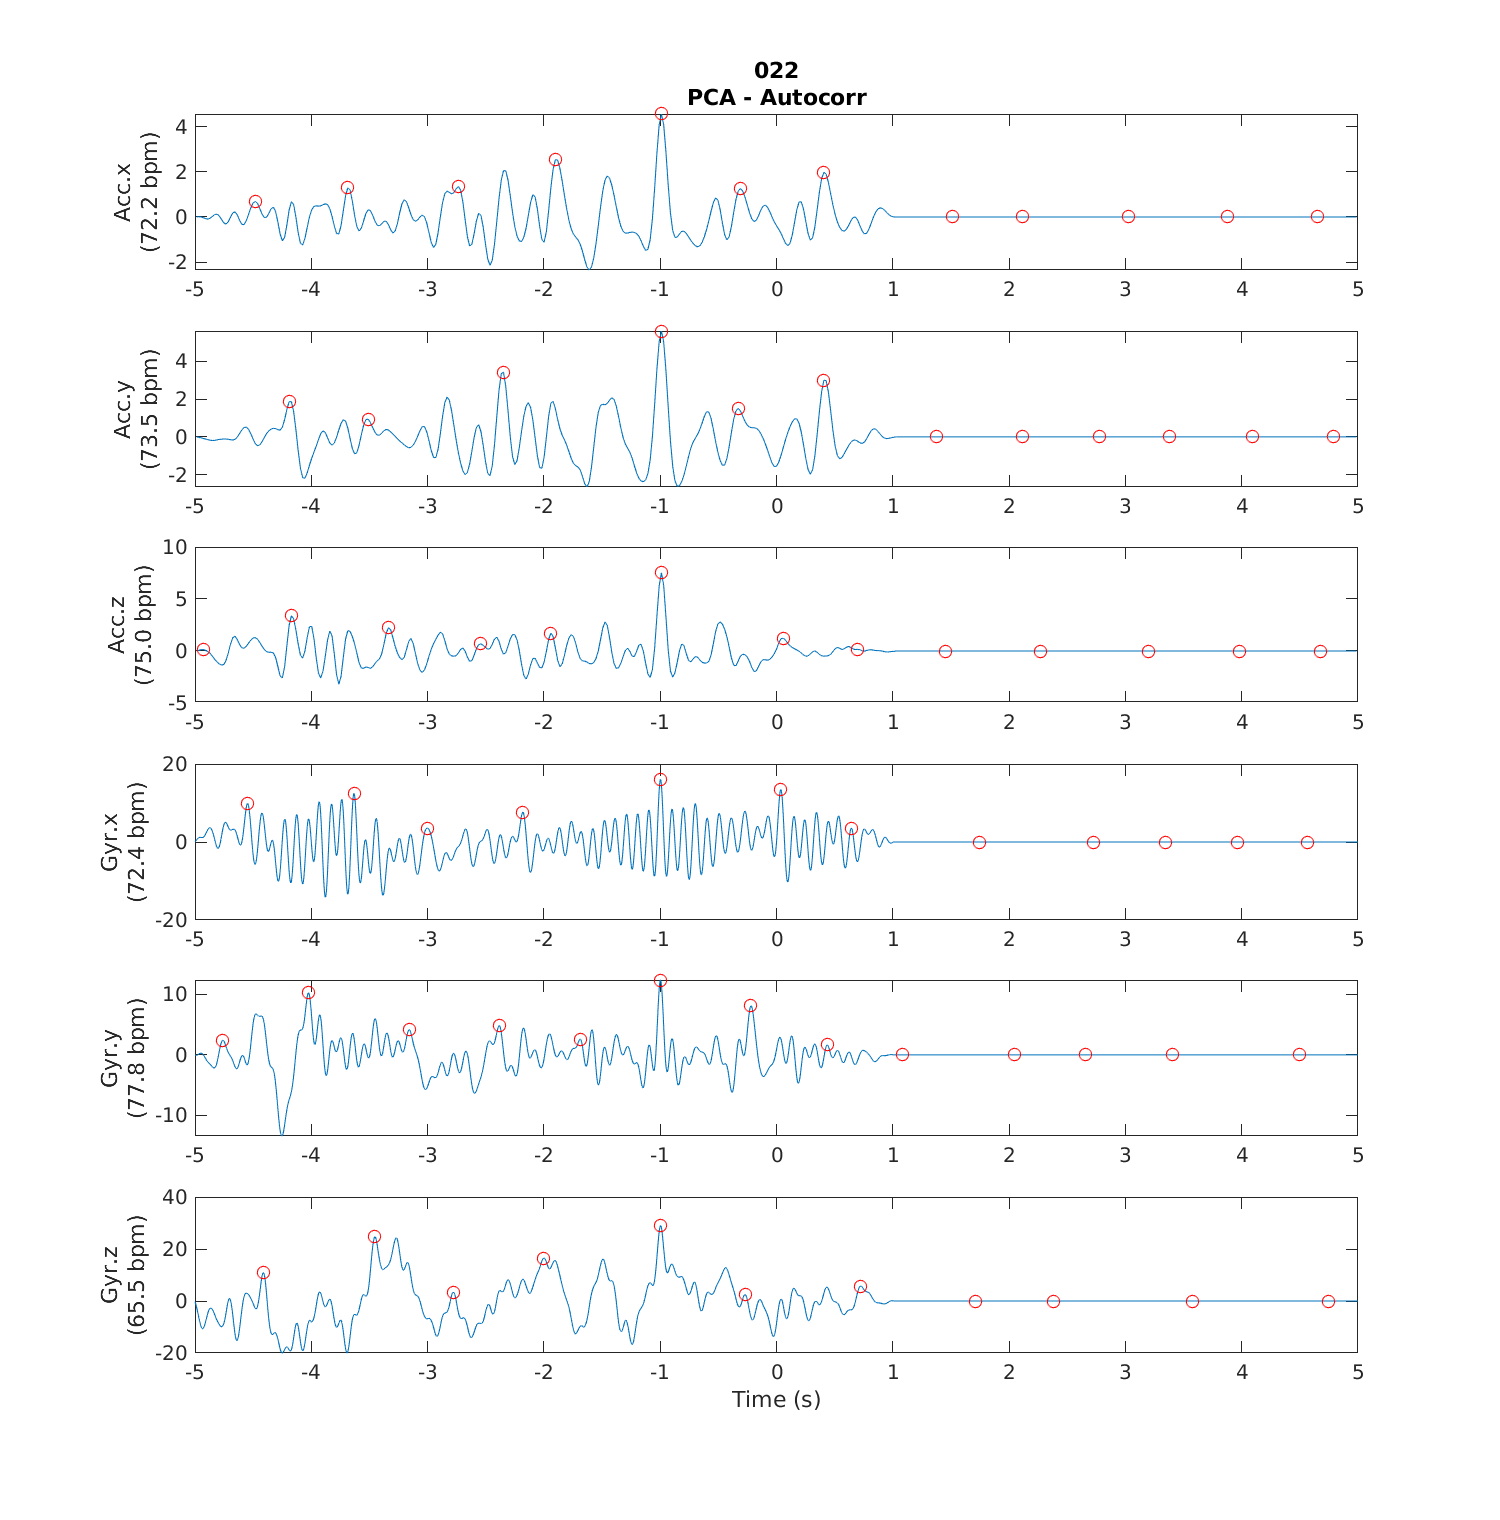 022
PCA - Autocorr
Acc.x
(72.2 bpm)
4
2
0
-2
-5 -4 -3 -2 -1 0 1 2 3 4 5
Acc.y
(73.5 bpm)
4
2
0
-2
-5 -4 -3 -2 -1 0 1 2 3 4 5
Acc.z
(75.0 bpm)
10
5
0
-5
-5 -4 -3 -2 -1 0 1 2 3 4 5
Gyr.x
(72.4 bpm)
20
0
-20
-5 -4 -3 -2 -1 0 1 2 3 4 5
Gyr.y
(77.8 bpm)
10
0
-10
-5 -4 -3 -2 -1 0 1 2 3 4 5
Gyr.z
(65.5 bpm)
40
20
0
-20
-5 -4 -3 -2 -1 0 1 2 3 4 5
Time (s)